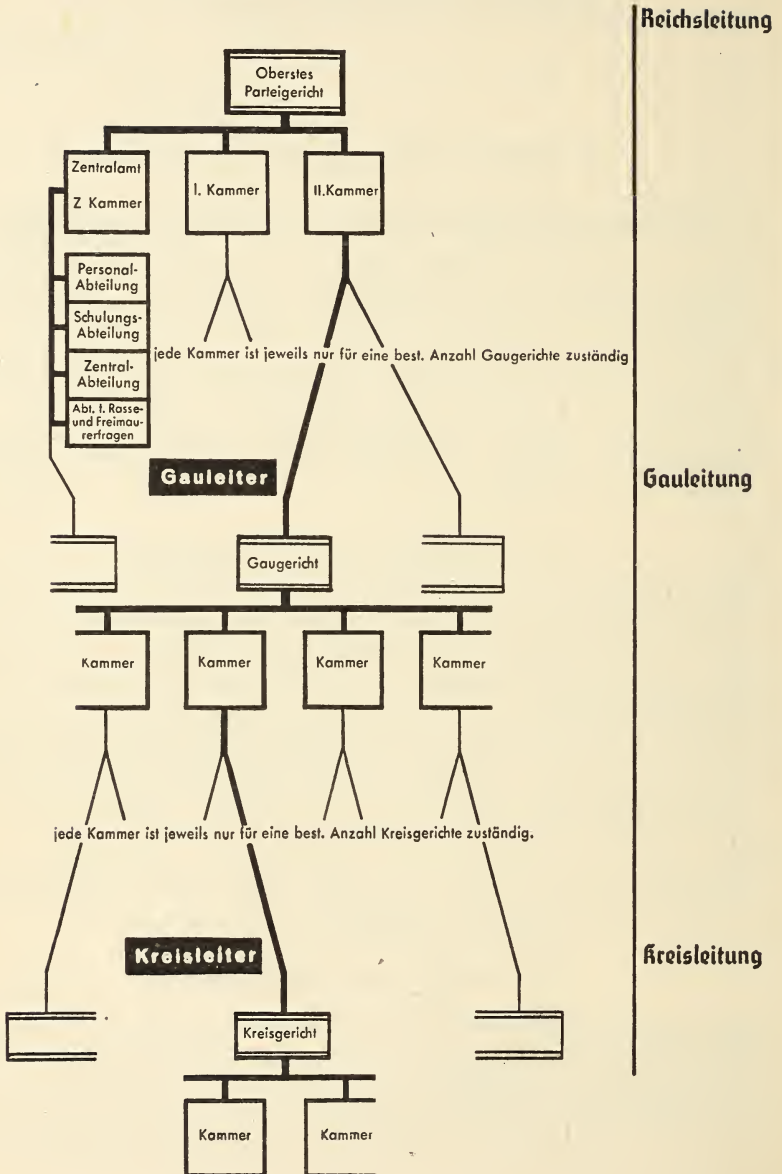 Reichsleitung
Oberstes
Parteigericht
Zentralamt
Z Kammer
I. Kammer
II.Kammer
Personal-
Abteilung
Schulungs-
Abteilung
Zentral-
Abteilung
Abt. f. Rasse-
und Freimau-
rerfragen
jede Kammer ist jeweils nur für eine best. Anzahl Gaugerichte zuständig
Gauleiter
Gauleitung
Gaugericht
Kammer
Kammer
Kammer
Kammer
jede Kammer ist jeweils nur für eine best. Anzahl Kreisgerichte zuständig.
Kreisleiter
Kreisleitung
Kreisgericht
Kammer
Kammer